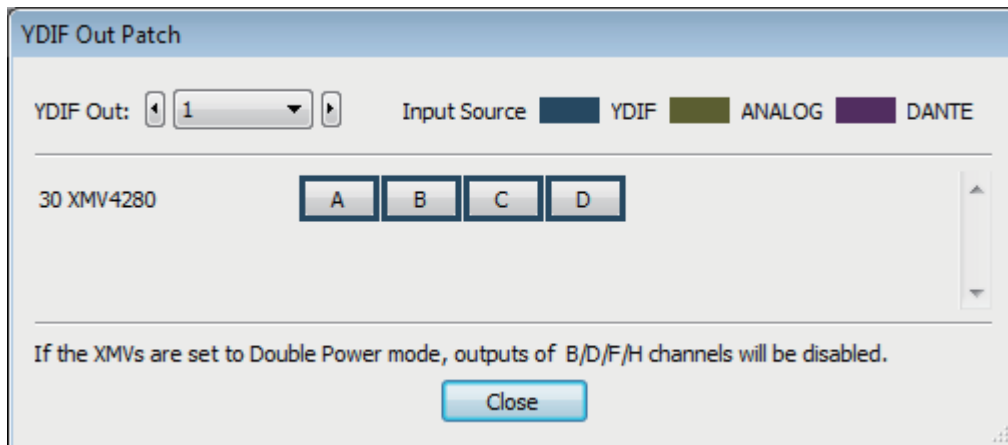 YDIF Out Patch
YDIF Out: 1 Input Source YDIF ANALOG DANTE
30 XMV4280 A B C D
If the XMVs are set to Double Power mode, outputs of B/D/F/H channels will be disabled.
Close